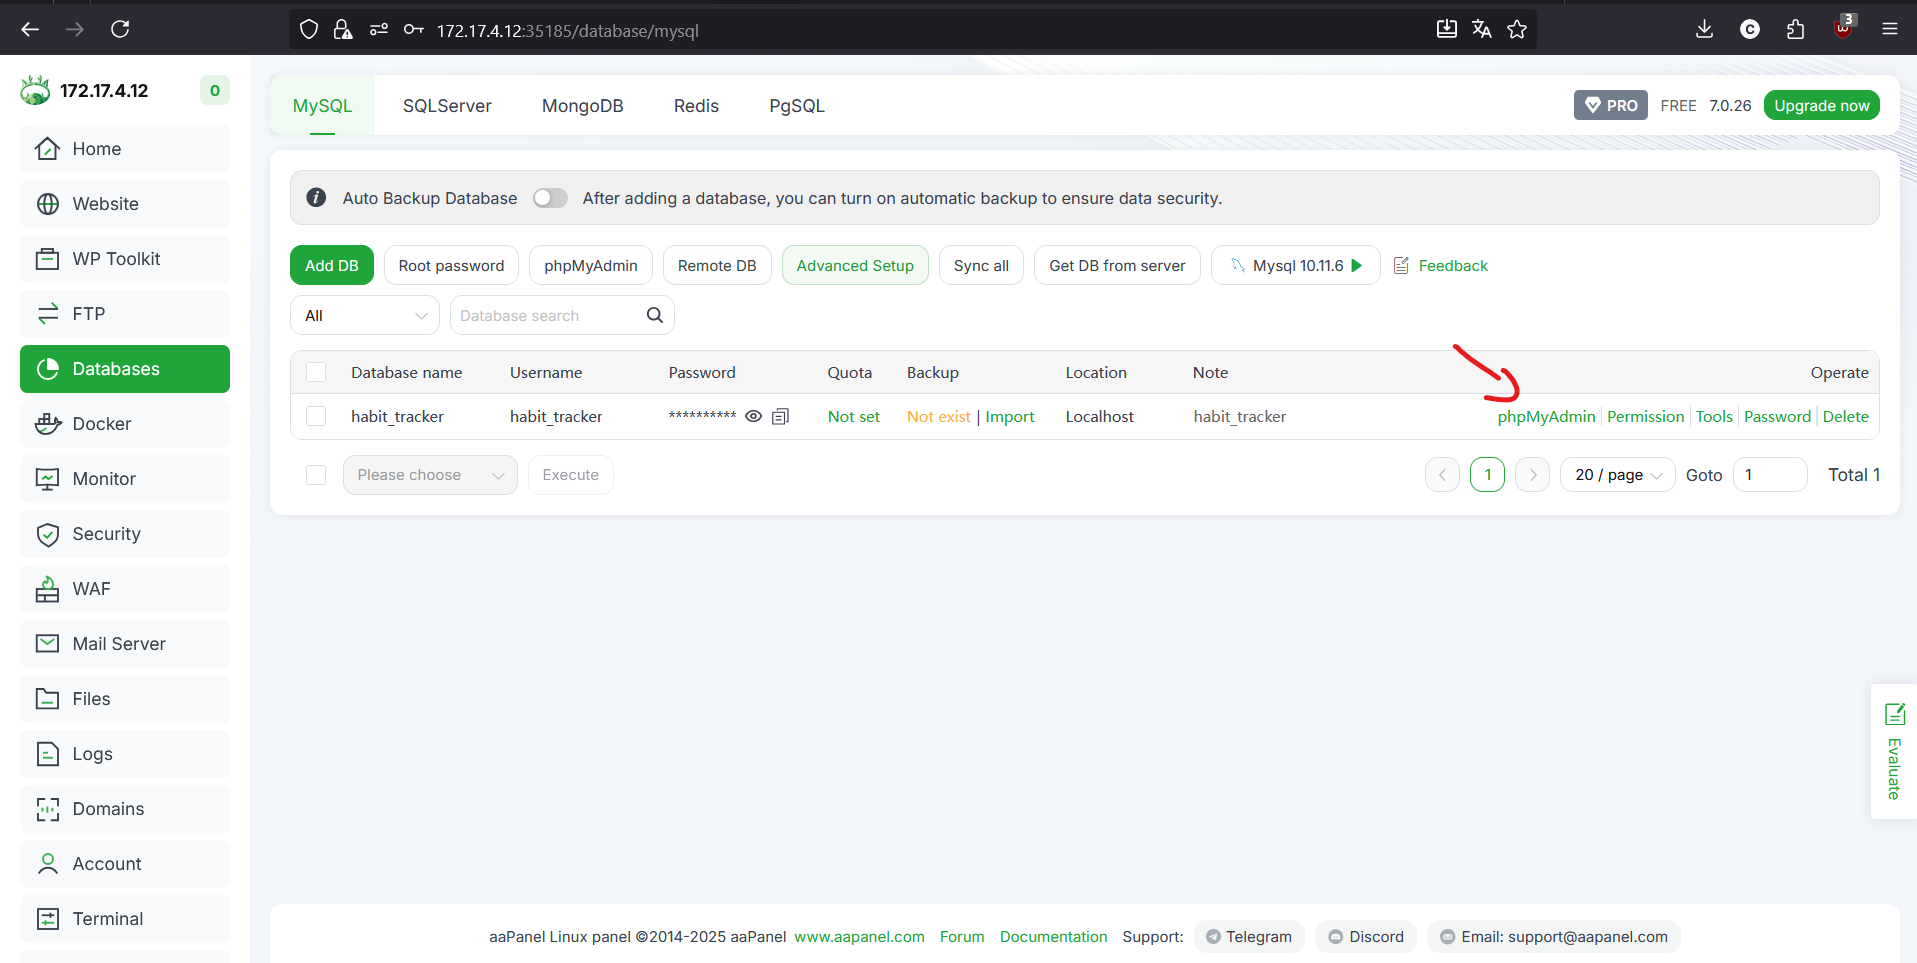 172.17.4.12:35185/database/mysql
3
172.17.4.12
0
Home
Website
WP Toolkit
FTP
Databases
Docker
Monitor
Security
WAF
Mail Server
Files
Logs
Domains
Account
Terminal
MySQL SQLServer MongoDB Redis PgSQL
PRO FREE 7.0.26 Upgrade now
Auto Backup Database After adding a database, you can turn on automatic backup to ensure data security.
Add DB Root password phpMyAdmin Remote DB Advanced Setup Sync all Get DB from server Mysql 10.11.6 Feedback
All Database search
Database name Username Password Quota Backup Location Note Operate
habit_tracker habit_tracker ********** Not set Not exist | Import Localhost habit_tracker phpMyAdmin Permission Tools Password Delete
Please choose Execute 1 20 / page Goto 1 Total 1
Evaluate
aaPanel Linux panel ©2014-2025 aaPanel www.aapanel.com Forum Documentation Support: Telegram Discord Email: support@aapanel.com